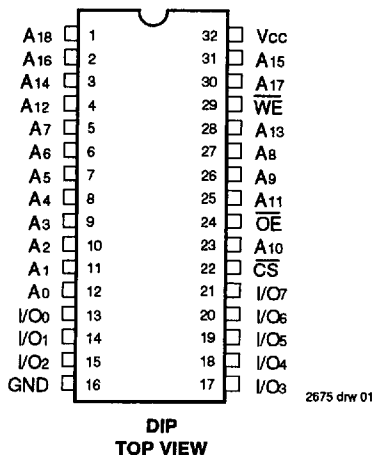 A18 1 32 Vcc
A16 2 31 A15
A14 3 30 A17
A12 4 29 W̅E̅
A7 5 28 A13
A6 6 27 A8
A5 7 26 A9
A4 8 25 A11
A3 9 24 O̅E̅
A2 10 23 A10
A1 11 22 C̅S̅
A0 12 21 I/O7
I/O0 13 20 I/O6
I/O1 14 19 I/O5
I/O2 15 18 I/O4
GND 16 17 I/O3
2675 drw 01
DIP
TOP VIEW